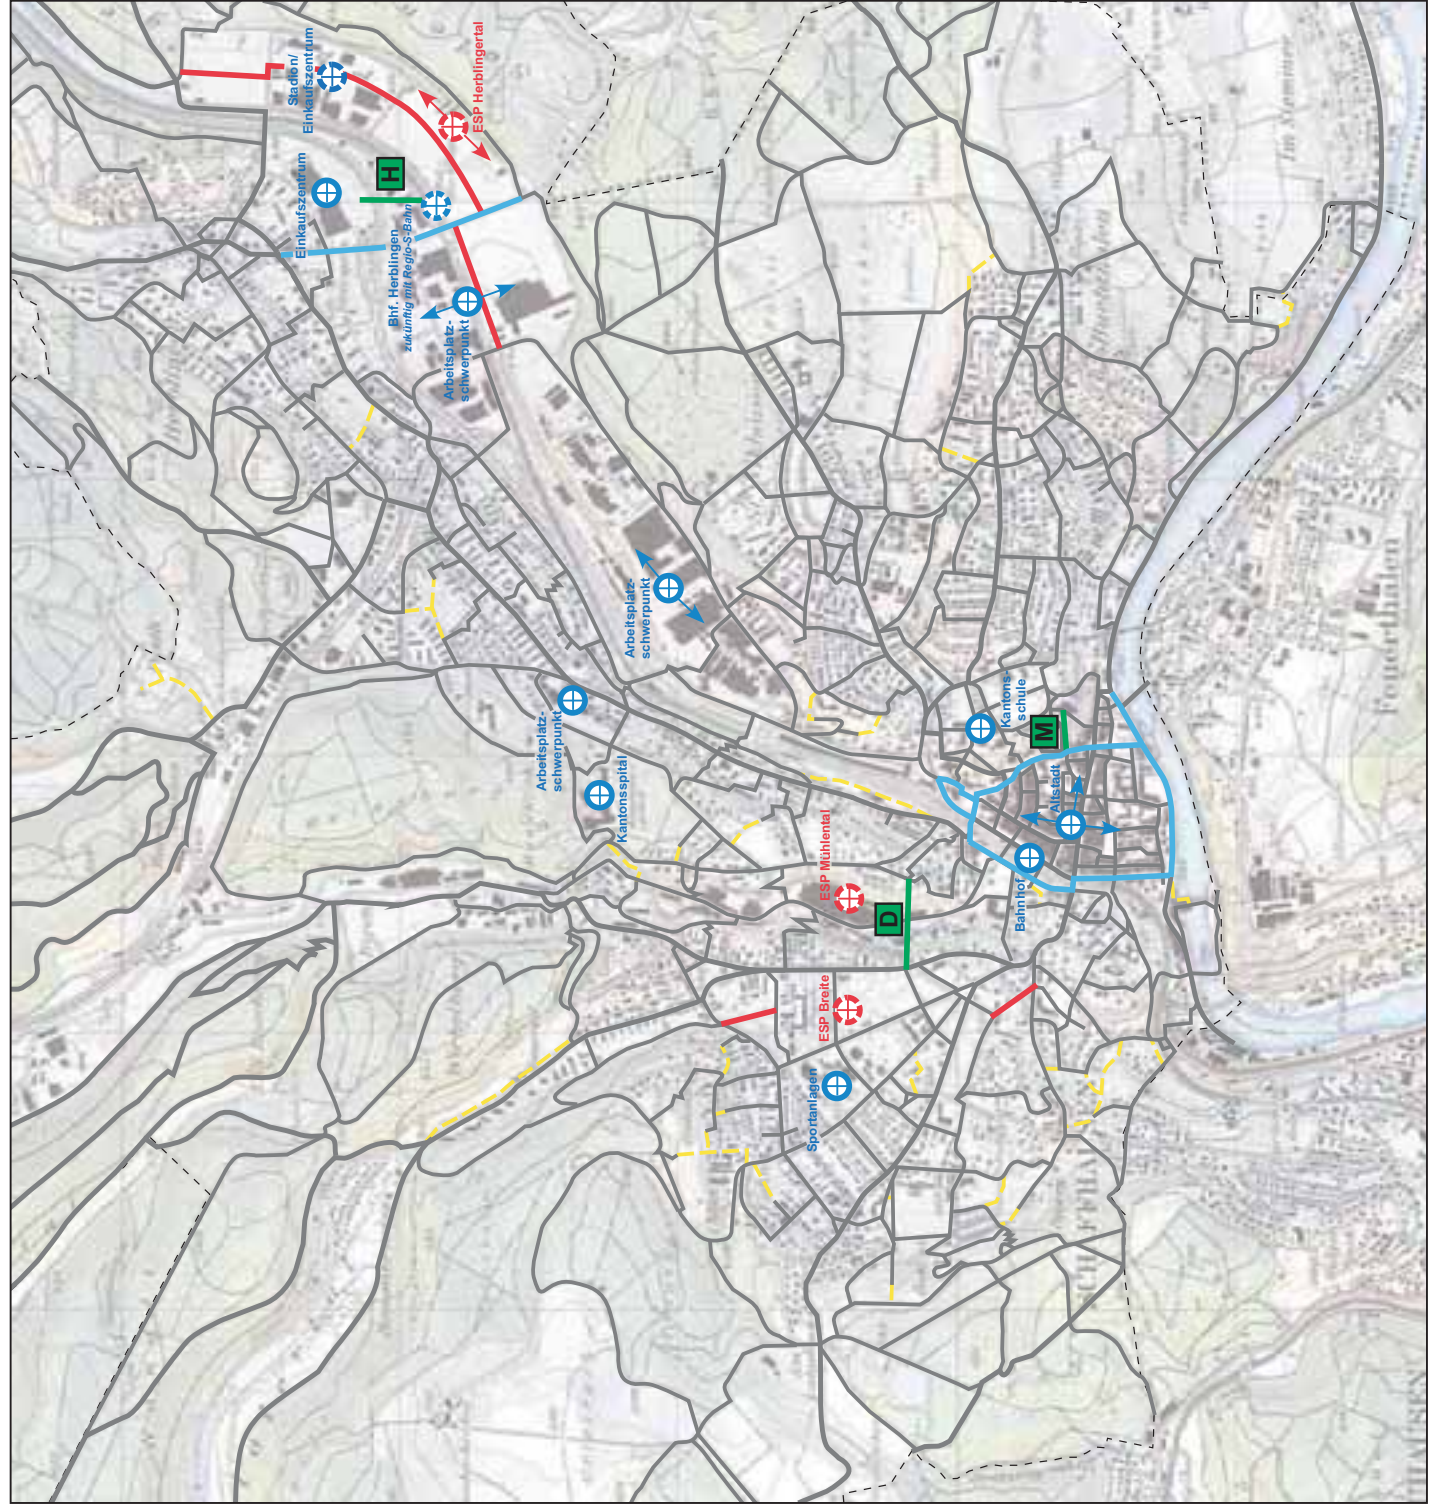 Stadion/
Einkaufszentrum
ESP Herblingertal
Einkaufszentrum
H
Bhf. Herblingen
zukünftig mit Regio-S-Bahn
Arbeitsplatz-
schwerpunkt
Arbeitsplatz-
schwerpunkt
Arbeitsplatz-
schwerpunkt
Kantonsspital
Kantons-
schule
M
Altstadt
Bahnhof
ESP Mühlental
D
ESP Breite
Sportanlagen